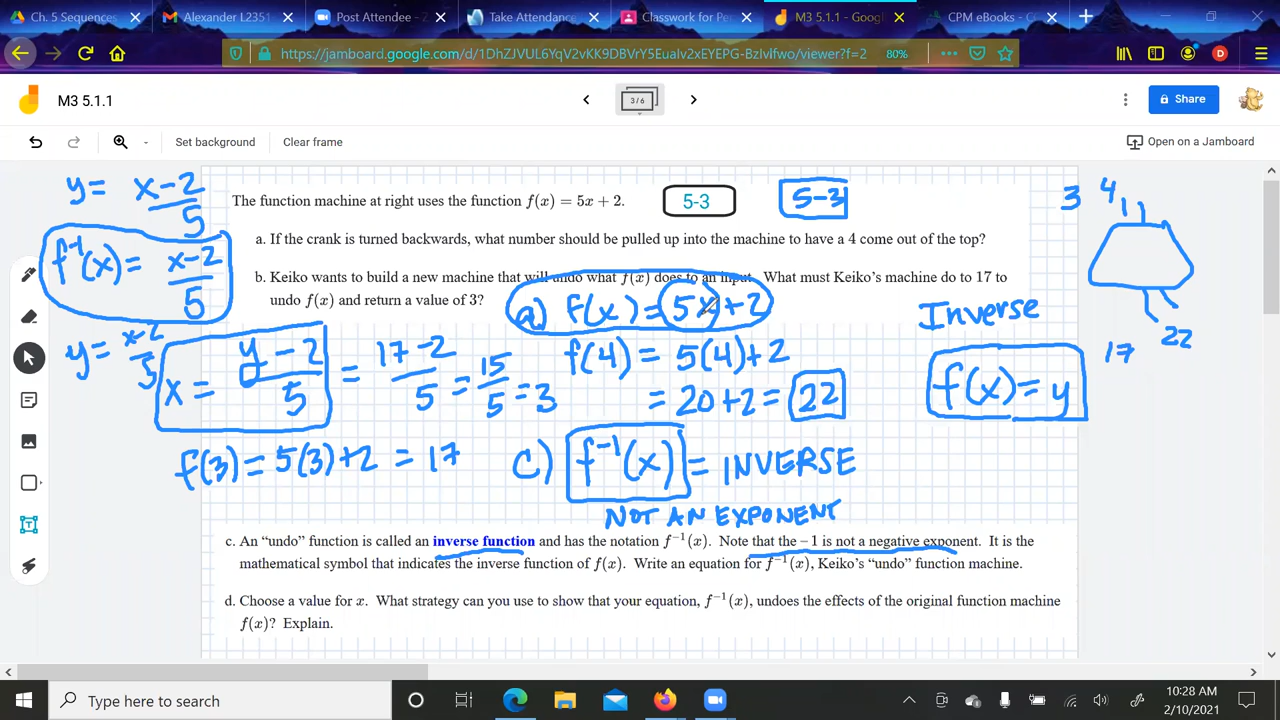 Ch. 5 Sequences
Alexander L2351
Post Attendee - Z
Take Attendance
Classwork for Pe
M3 5.1.1 - Goog
CPM eBooks - C
https://jamboard.google.com/d/1DhZJVUL6YqV2vKK9DBVrY5EuaIv2xEYEPG-BzIvlfwo/viewer?f=2
80%
M3 5.1.1
3/6
Share
Set background
Clear frame
Open on a Jamboard
The function machine at right uses the function f(x) = 5x + 2.
5-3
5-3
a. If the crank is turned backwards, what number should be pulled up into the machine to have a 4 come out of the top?
b. Keiko wants to build a new machine that will undo what f(x) does to an input. What must Keiko's machine do to 17 to
undo f(x) and return a value of 3?
y = x-2/5
f⁻¹(x) = x-2/5
y = x-2/5
x = y-2/5 = 17-2/5 = 15/5 = 3
f(3) = 5(3)+2 = 17
a) f(x) = 5x+2
f(4) = 5(4)+2
= 20+2 = 22
c) f⁻¹(x) = INVERSE
NOT AN EXPONENT
3 4
22
17
Inverse
f(x) = y
c. An “undo” function is called an inverse function and has the notation f⁻¹(x). Note that the −1 is not a negative exponent. It is the
mathematical symbol that indicates the inverse function of f(x). Write an equation for f⁻¹(x), Keiko's “undo” function machine.
d. Choose a value for x. What strategy can you use to show that your equation, f⁻¹(x), undoes the effects of the original function machine
f(x)? Explain.
Type here to search
10:28 AM
2/10/2021